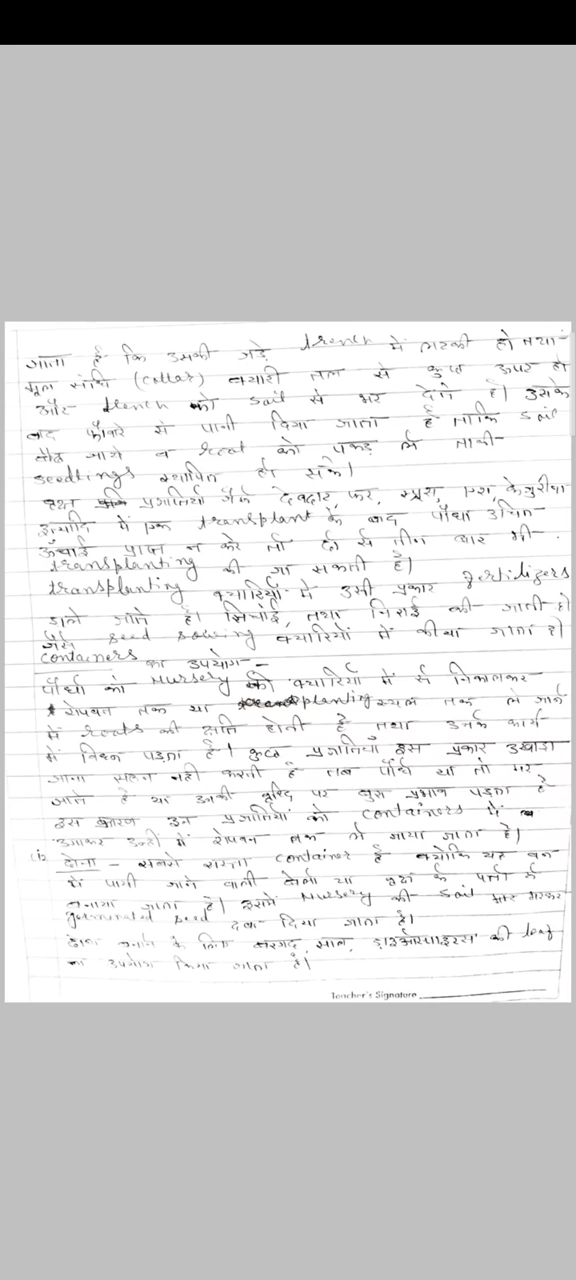 जाता है कि उसकी जड़े trench में लटकी हो तथा
मूल संधि (collar) क्यारी तल से कुछ ऊपर हो
और trench को soil से भर देते है। उसके
बाद फौवारे से पानी दिया जाता है ताकि soil
बैठ जाये व root को पकड़ ले ताकी
seedlings स्थापित हो सके।
प्रजातियाँ जैसे देवदार, फर, स्प्रूस,
इत्यादि में एक transplant के बाद पौधा उचित
ऊँचाई प्राप्त न करे तो दो से तीन बार भी
transplanting की जा सकती है।
transplanting क्यारियों में उसी प्रकार fertilizers
डाले जाते है। सिंचाई, तथा निराई की जाती है
जैसे seed sowing क्यारियों में कीया जाता है।
containers का उपयोग -
पौधों को Nursery की क्यारियों में से निकालकर
रोपवन तक या planting स्थल तक ले जाने
में roots की क्षति होती है तथा उनके कार्य
में विघ्न पड़ता है। कुछ प्रजातियाँ इस प्रकार उखाड़ा
जाना सहन नही करती है तब पौधे या तो मर
जाते है या उनकी वृद्धि पर बुरा प्रभाव पड़ता है
इस कारण इन प्रजातियों को containers में
उगाकर उन्ही में रोपवन तक ले जाया जाता है।
(1) दोना - सबसे सस्ता container है क्योकि यह वन
में पायी जाने वाली बेलो या वृक्षों के पत्तों से
बनाया जाता है। इसमे Nursery की soil भरकर
germinated seed दबा दिया जाता है।
दोना बनाने के लिए बरगद, साल, की leaf
का उपयोग किया जाता है।
Teacher's Signature